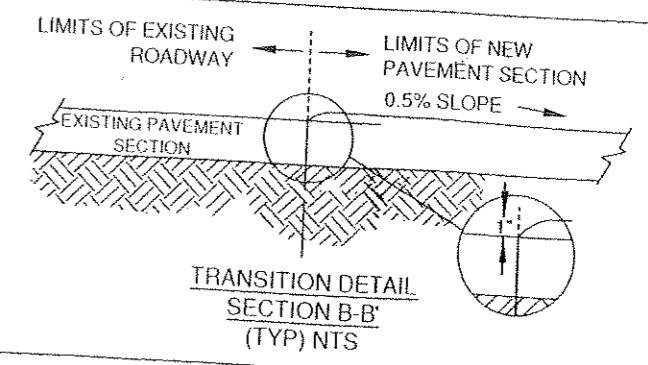 LIMITS OF EXISTING
ROADWAY
LIMITS OF NEW
PAVEMENT SECTION
0.5% SLOPE
EXISTING PAVEMENT
SECTION
1"
TRANSITION DETAIL
SECTION B-B'
(TYP) NTS